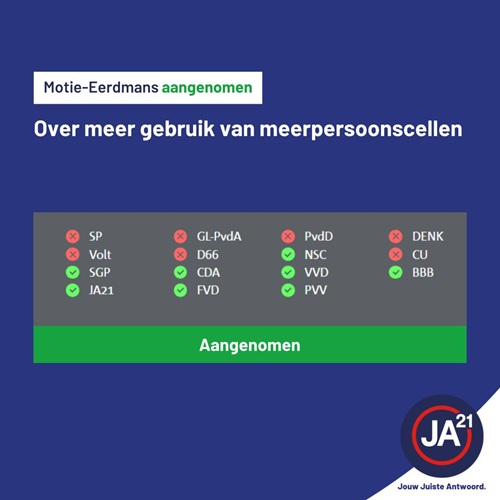 Motie-Eerdmans aangenomen
Over meer gebruik van meerpersoonscellen
SP GL-PvdA PvdD DENK
Volt D66 NSC CU
SGP CDA VVD BBB
JA21 FVD PVV
Aangenomen
JA21
Jouw Juiste Antwoord.